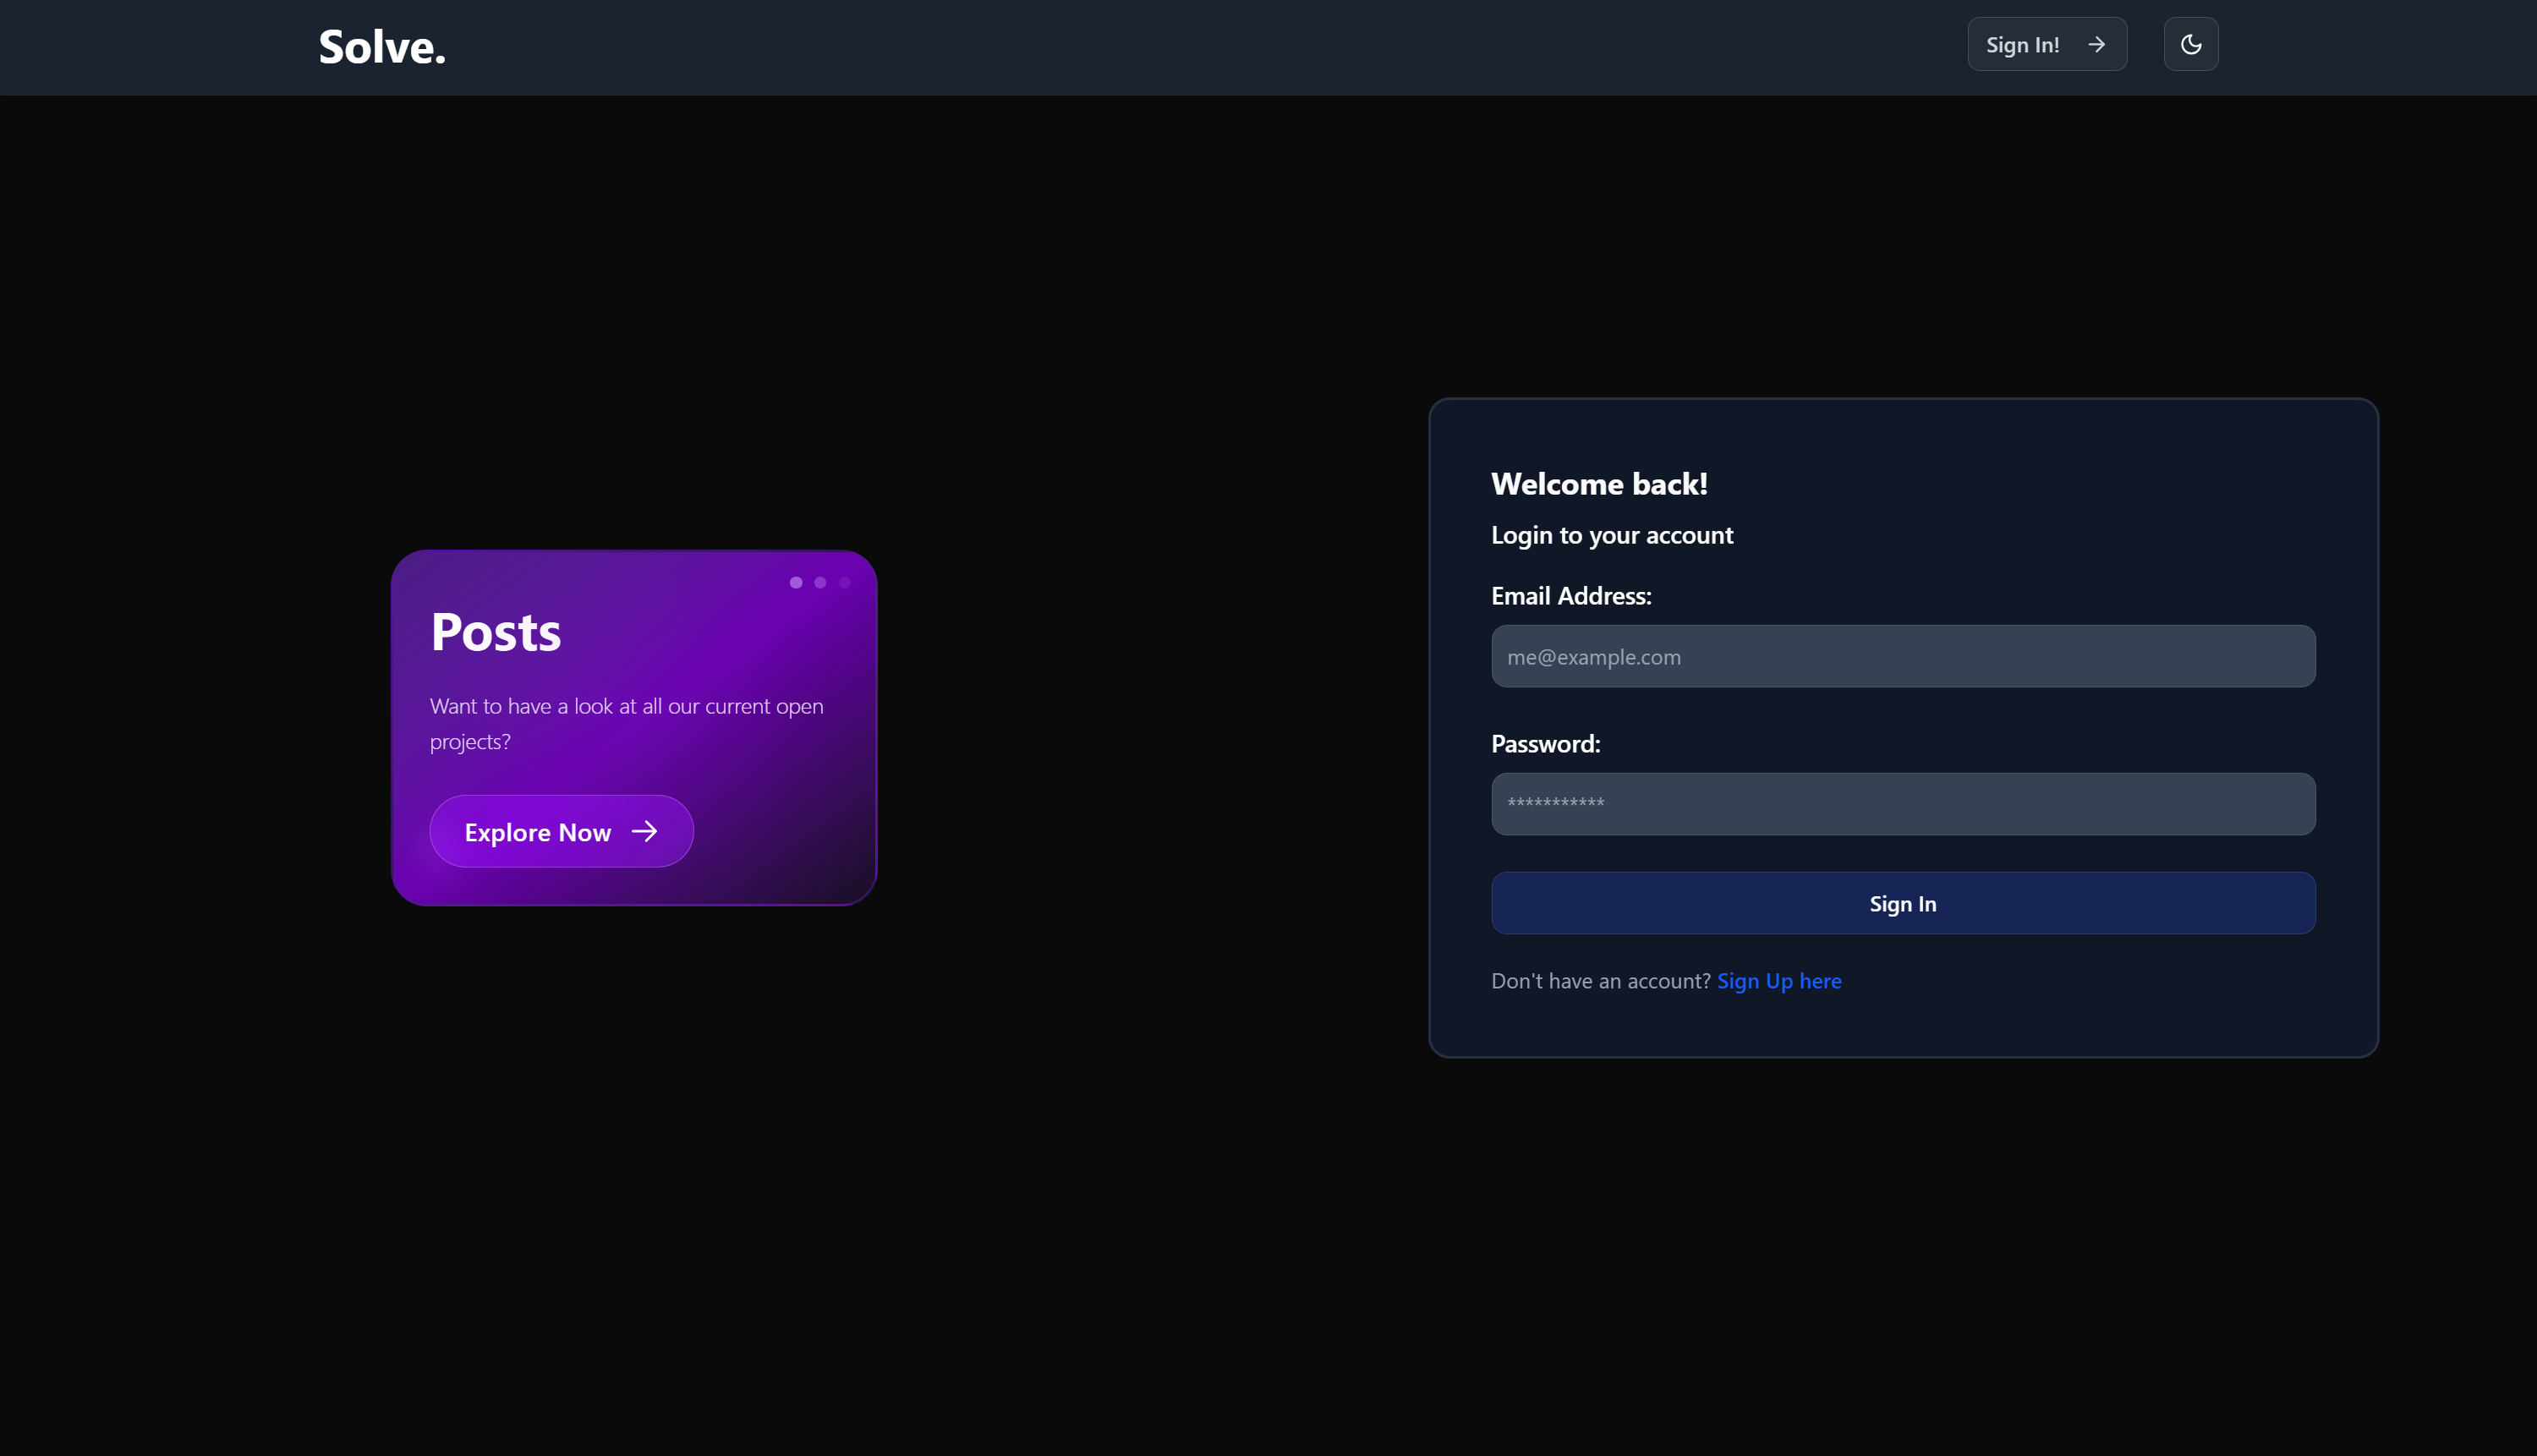 Solve.
Sign In!
Posts
Want to have a look at all our current open
projects?
Explore Now
Welcome back!
Login to your account
Email Address:
me@example.com
Password:
***********
Sign In
Don't have an account? Sign Up here